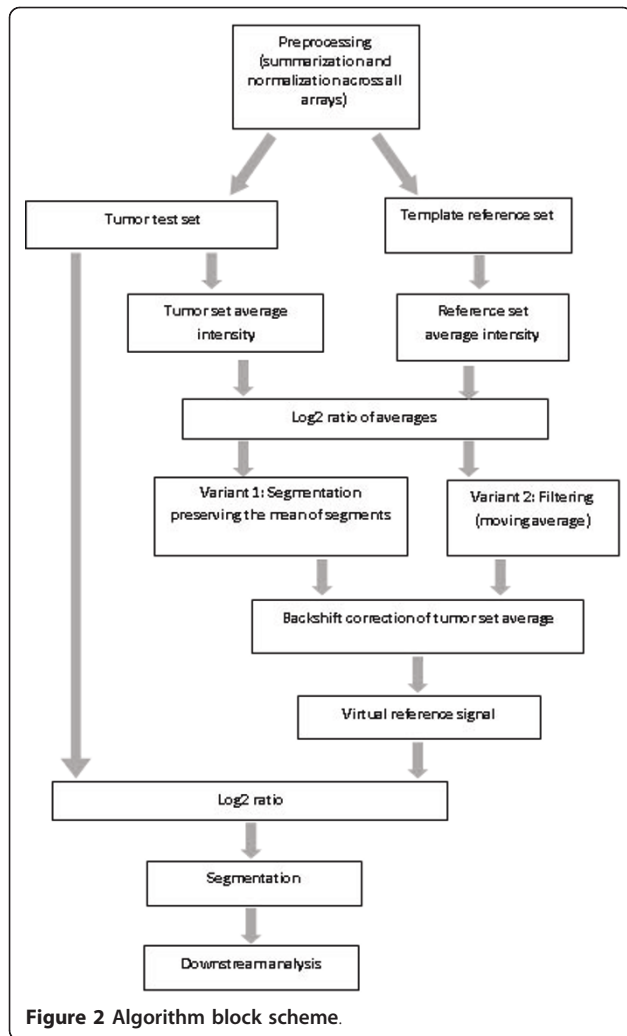 Preprocessing
(summarization and
normalization across all
arrays)
Tumor test set
Template reference set
Tumor set average
intensity
Reference set
average intensity
Log2 ratio of averages
Variant 1: Segmentation
preserving the mean of segments
Variant 2: Filtering
(moving average)
Backshift correction of tumor set average
Virtual reference signal
Log2 ratio
Segmentation
Downstream analysis
Figure 2 Algorithm block scheme.